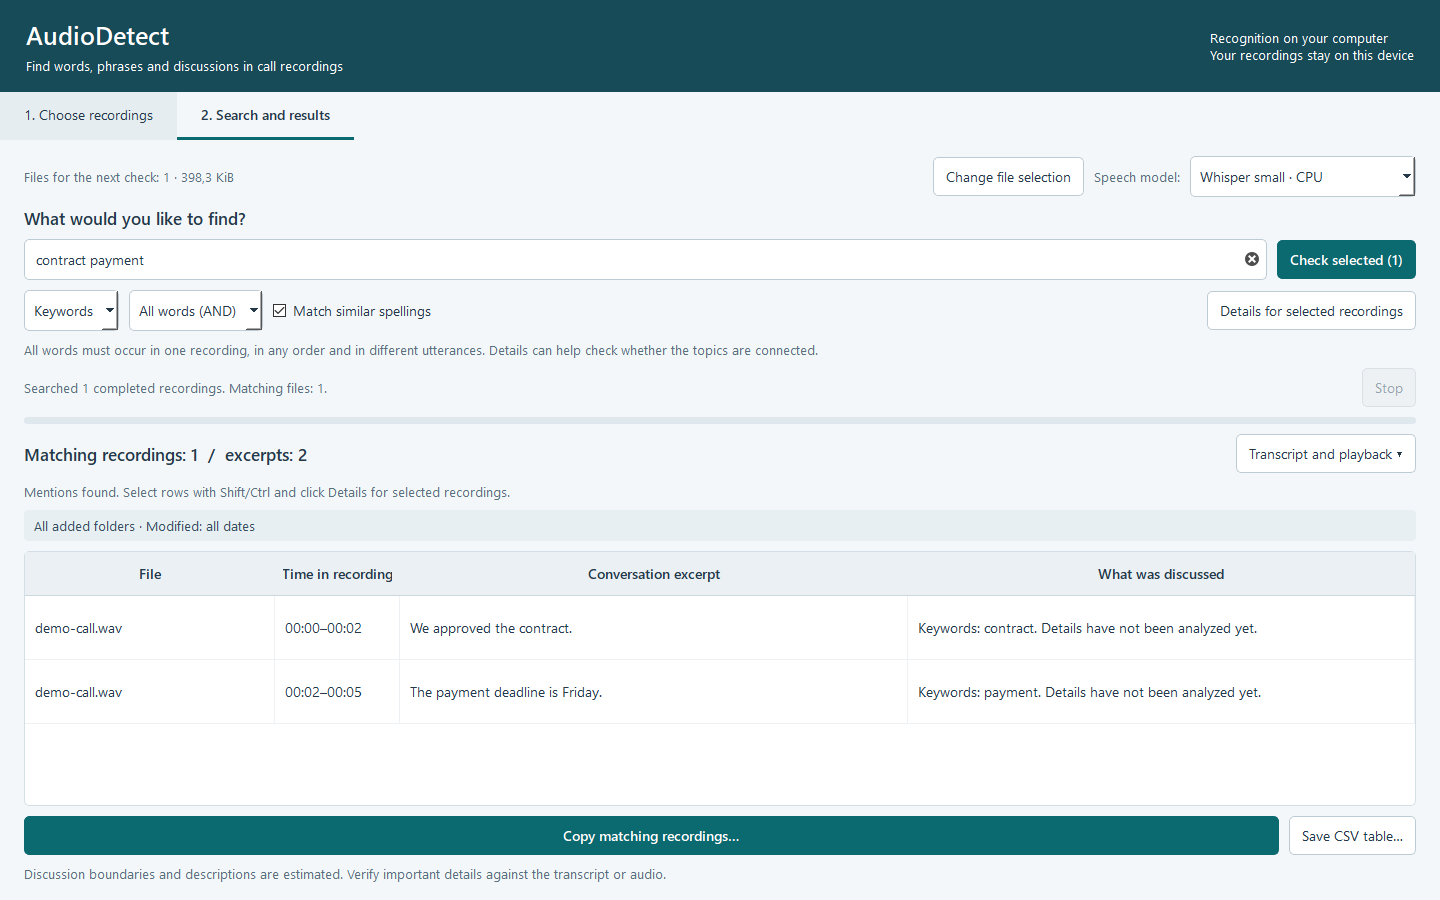 AudioDetect
Find words, phrases and discussions in call recordings
Recognition on your computer
Your recordings stay on this device
1. Choose recordings
2. Search and results
Files for the next check: 1 · 398,3 KiB
Change file selection
Speech model:
Whisper small · CPU
What would you like to find?
contract payment
Check selected (1)
Keywords
All words (AND)
Match similar spellings
Details for selected recordings
All words must occur in one recording, in any order and in different utterances. Details can help check whether the topics are connected.
Searched 1 completed recordings. Matching files: 1.
Stop
Matching recordings: 1 / excerpts: 2
Transcript and playback ▾
Mentions found. Select rows with Shift/Ctrl and click Details for selected recordings.
All added folders · Modified: all dates
File
Time in recording
Conversation excerpt
What was discussed
demo-call.wav
00:00–00:02
We approved the contract.
Keywords: contract. Details have not been analyzed yet.
demo-call.wav
00:02–00:05
The payment deadline is Friday.
Keywords: payment. Details have not been analyzed yet.
Copy matching recordings...
Save CSV table...
Discussion boundaries and descriptions are estimated. Verify important details against the transcript or audio.